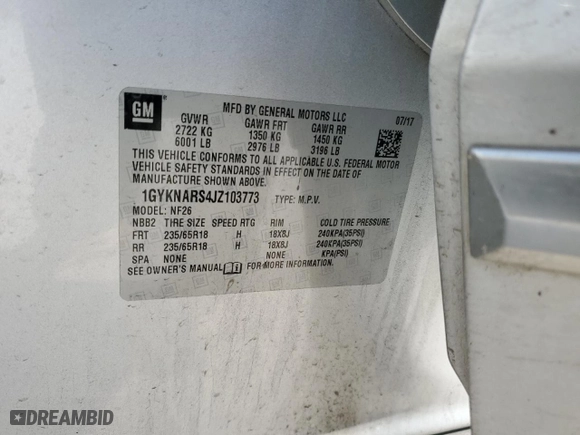 GM
MFD BY GENERAL MOTORS LLC 07/17
GVWR GAWR FRT GAWR RR
2722 KG 1350 KG 1450 KG
6001 LB 2976 LB 3196 LB
THIS VEHICLE CONFORMS TO ALL APPLICABLE U.S. FEDERAL MOTOR
VEHICLE SAFETY STANDARDS IN EFFECT ON THE DATE OF
MANUFACTURE SHOWN ABOVE.
1GYKNARS4JZ103773 TYPE: M.P.V.
MODEL: NF26
NBB2 TIRE SIZE SPEED RTG RIM COLD TIRE PRESSURE
FRT 235/65R18 H 18X8J 240KPA(35PSI)
RR 235/65R18 H 18X8J 240KPA(35PSI)
SPA NONE NONE KPA(PSI)
SEE OWNER'S MANUAL FOR MORE INFORMATION.
DREAMBID